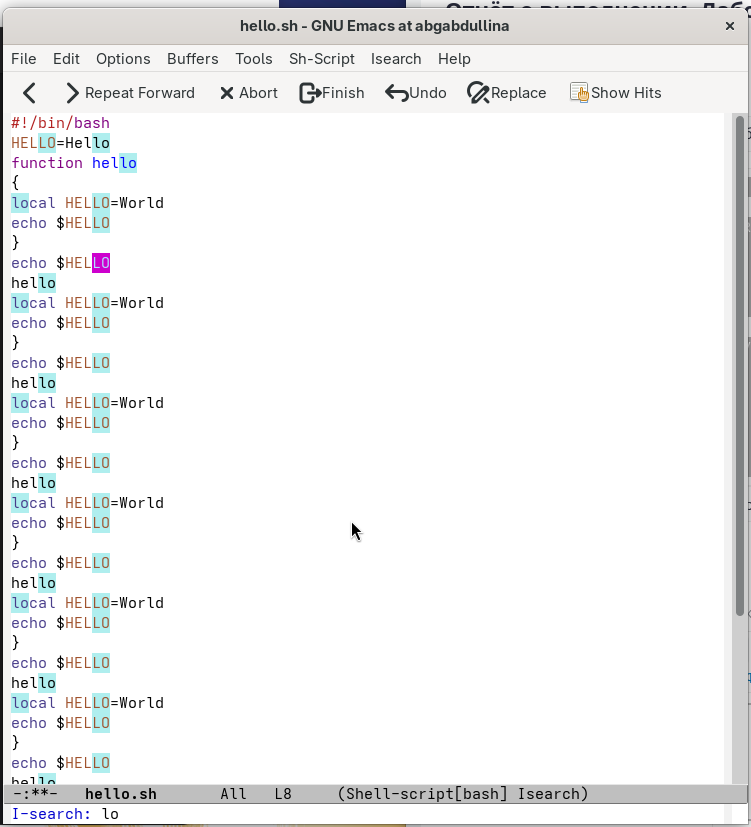 hello.sh - GNU Emacs at abgabdullina
File Edit Options Buffers Tools Sh-Script Isearch Help
Repeat Forward Abort Finish Undo Replace Show Hits
#!/bin/bash
HELLO=Hello
function hello
{
local HELLO=World
echo $HELLO
}
echo $HELLO
hello
local HELLO=World
echo $HELLO
}
echo $HELLO
hello
local HELLO=World
echo $HELLO
}
echo $HELLO
hello
local HELLO=World
echo $HELLO
}
echo $HELLO
hello
local HELLO=World
echo $HELLO
}
echo $HELLO
hello
local HELLO=World
echo $HELLO
}
echo $HELLO
hello
-:**- hello.sh All L8 (Shell-script[bash] Isearch)
I-search: lo